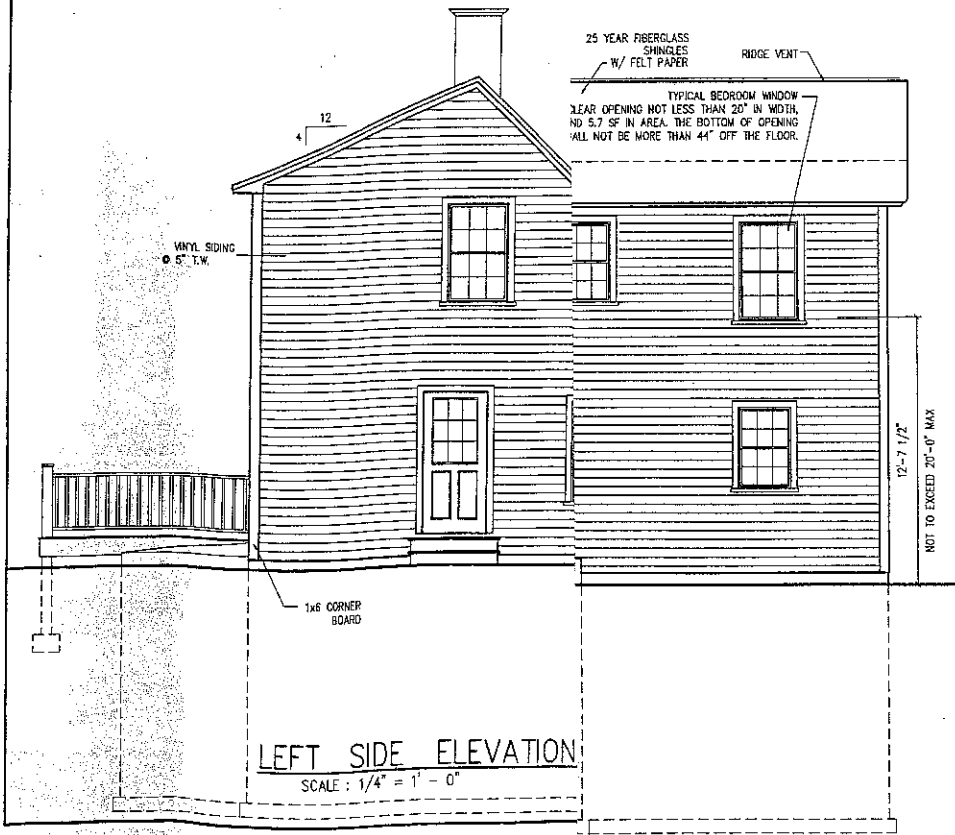 25 YEAR FIBERGLASS
SHINGLES
W/ FELT PAPER
RIDGE VENT
TYPICAL BEDROOM WINDOW
CLEAR OPENING NOT LESS THAN 20" IN WIDTH,
ND 5.7 SF IN AREA. THE BOTTOM OF OPENING
ALL NOT BE MORE THAN 44" OFF THE FLOOR.
12
4
VINYL SIDING
@ 5" T.W.
12'-7 1/2"
NOT TO EXCEED 20'-0" MAX
1x6 CORNER
BOARD
LEFT SIDE ELEVATION
SCALE : 1/4" = 1' - 0"